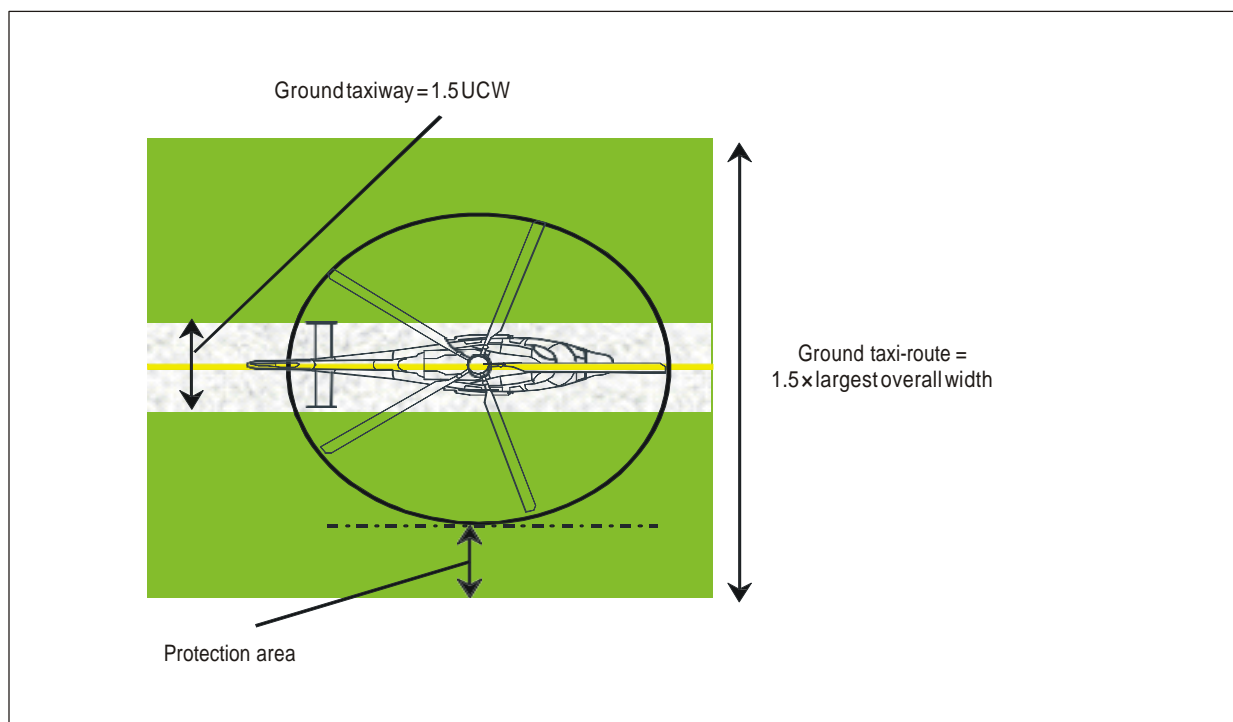 Ground taxiway = 1.5 UCW
Ground taxi-route =
1.5 × largest overall width
Protection area